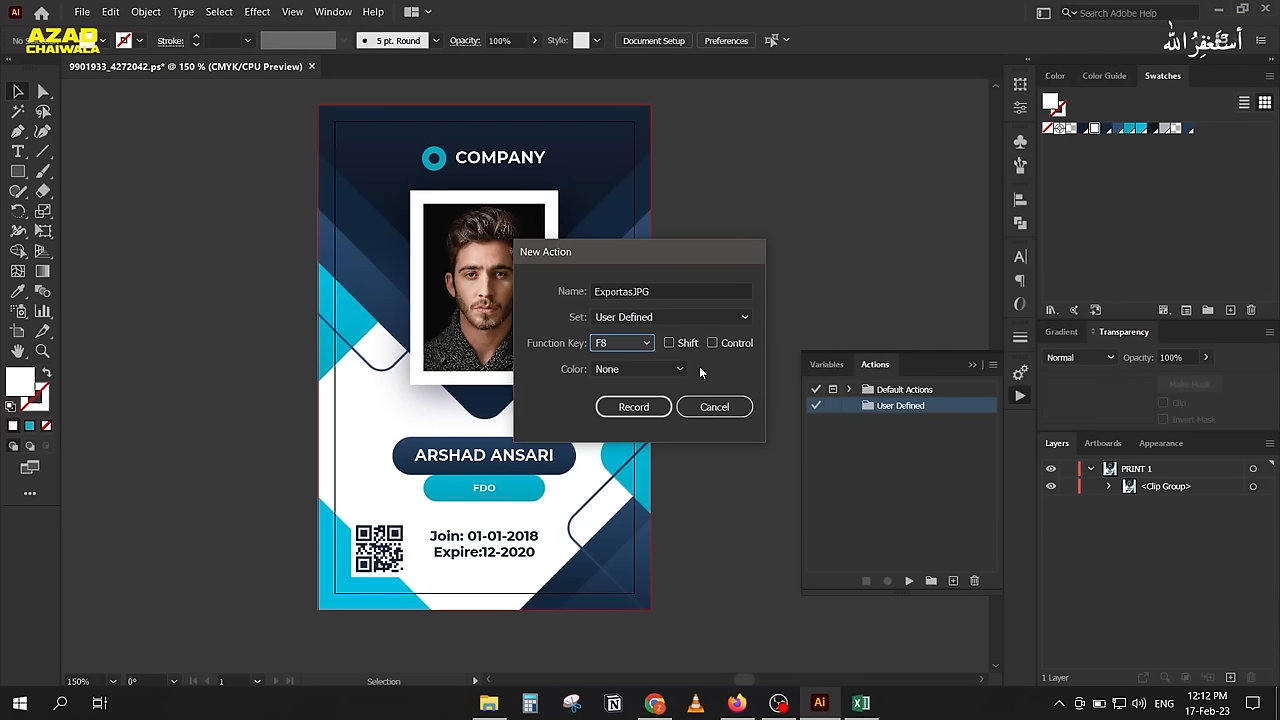 File Edit Object Type Select Effect View Window Help
Search Adobe Help
AZAD
CHAIWALA
أستغفر الله
Stroke:
5 pt. Round
Opacity: 100%
Style:
Document Setup
Preferences
9901933_4272042.ps* @ 150 % (CMYK/CPU Preview)
Color Color Guide Swatches
COMPANY
New Action
Name: ExportasJPG
Set: User Defined
Function Key: F8 Shift Control
Color: None
Record Cancel
Gradient Transparency
Normal Opacity: 100%
Make Mask
Clip
Invert Mask
Variables Actions
Default Actions
User Defined
ARSHAD ANSARI
FDO
Join: 01-01-2018
Expire:12-2020
Layers Artboards Appearance
PRINT 1
<Clip Group>
1 Layer
150% 0° 1 Selection
ENG
12:12 PM
17-Feb-23